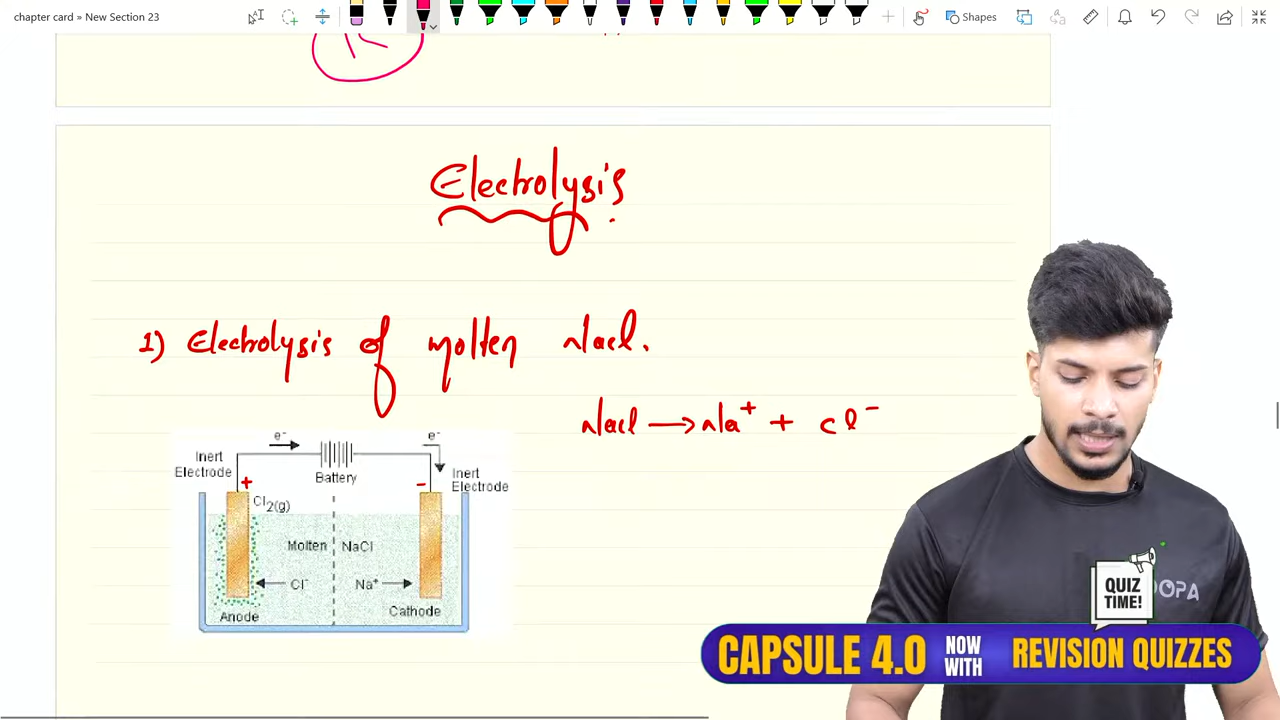 chapter card » New Section 23
Shapes
Electrolysis
1) Electrolysis of molten NaCl.
NaCl → Na+ + Cl-
e-
e-
Inert
Electrode
Battery
Inert
Electrode
+
-
Cl2(g)
Molten NaCl
Cl-
Na+
Anode
Cathode
QUIZ
TIME!
OOPA
CAPSULE 4.0 NOW WITH REVISION QUIZZES